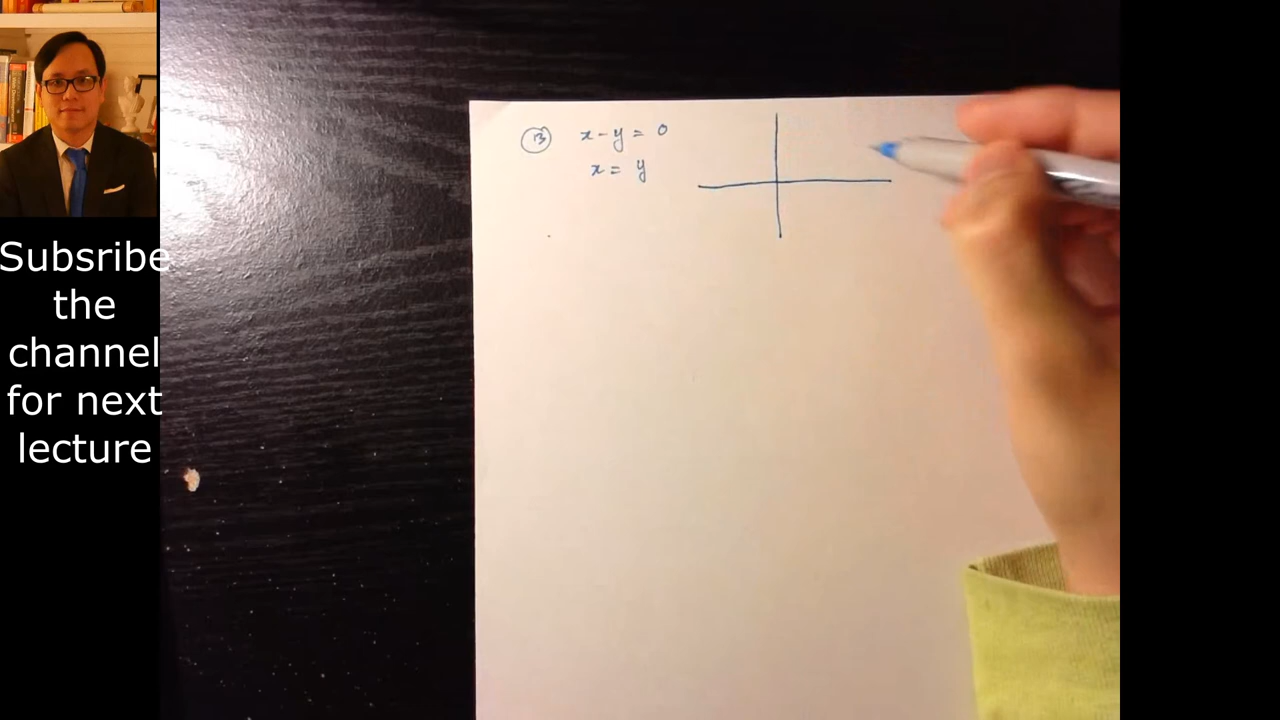 Subsribe
the
channel
for next
lecture
13 x - y = 0
x = y